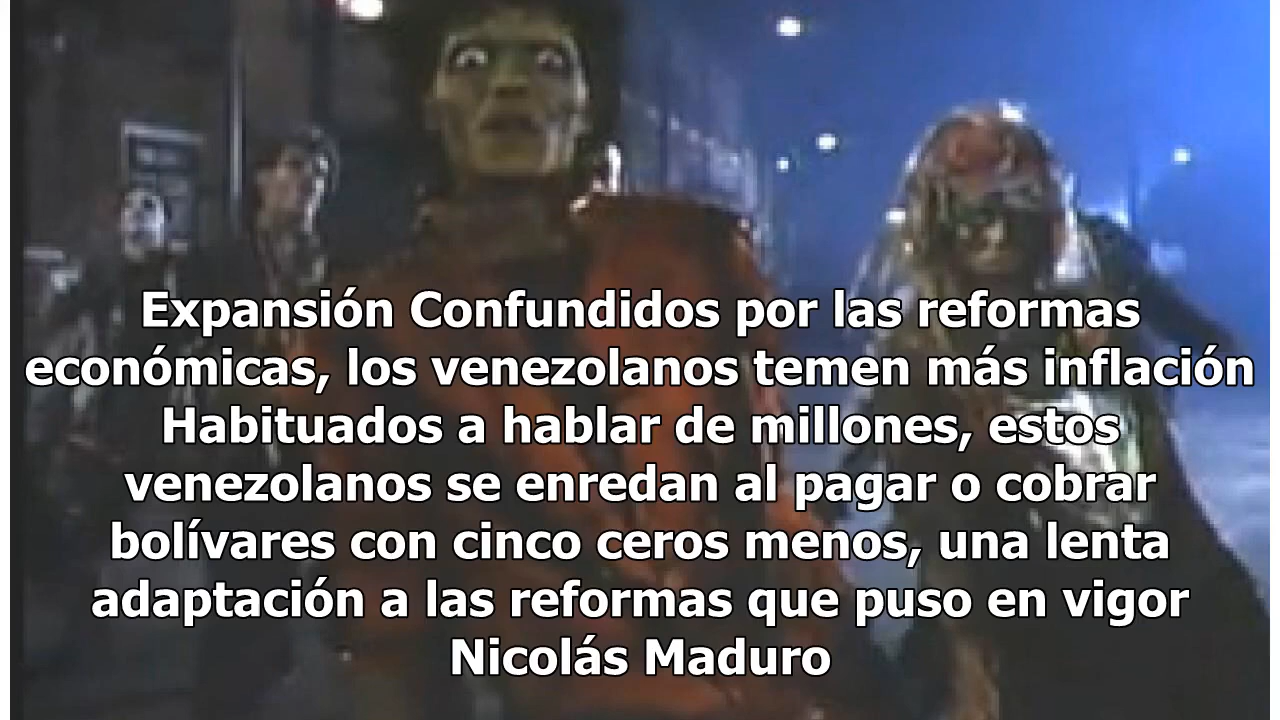 Expansión Confundidos por las reformas
económicas, los venezolanos temen más inflación
Habituados a hablar de millones, estos
venezolanos se enredan al pagar o cobrar
bolívares con cinco ceros menos, una lenta
adaptación a las reformas que puso en vigor
Nicolás Maduro